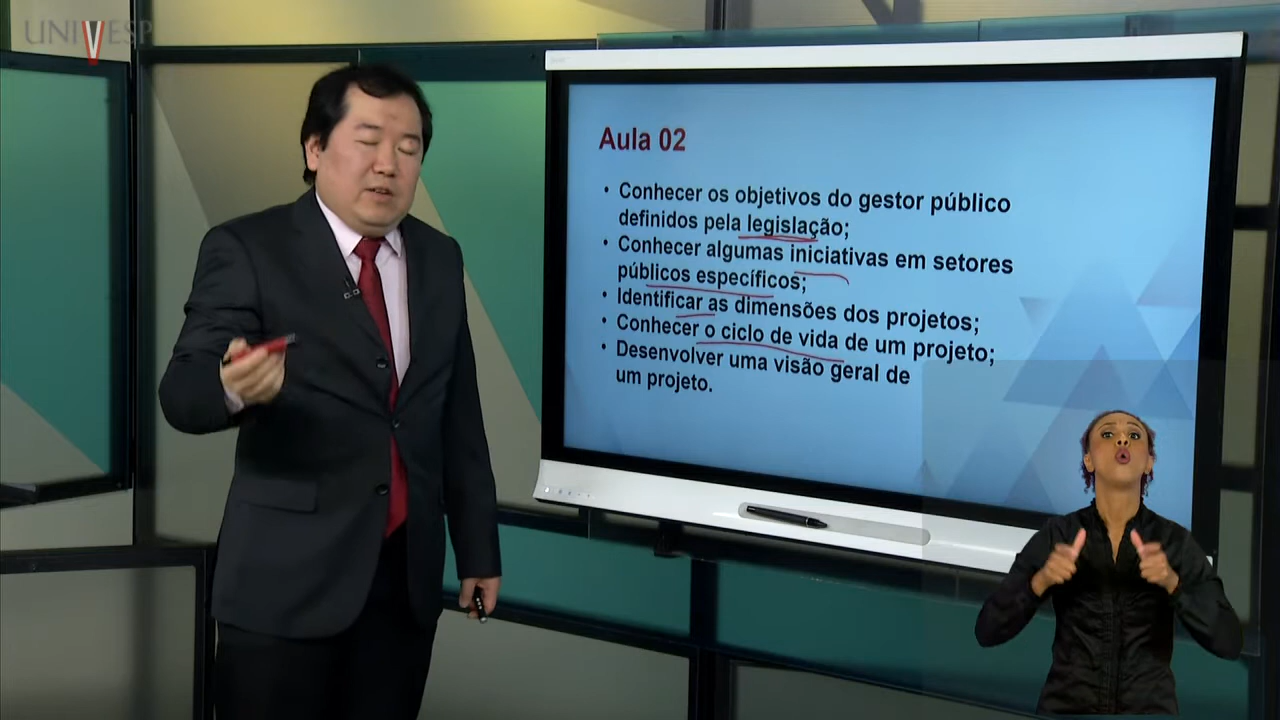 UNIVESP
Aula 02
• Conhecer os objetivos do gestor público
definidos pela legislação;
• Conhecer algumas iniciativas em setores
públicos específicos;
• Identificar as dimensões dos projetos;
• Conhecer o ciclo de vida de um projeto;
• Desenvolver uma visão geral de
um projeto.